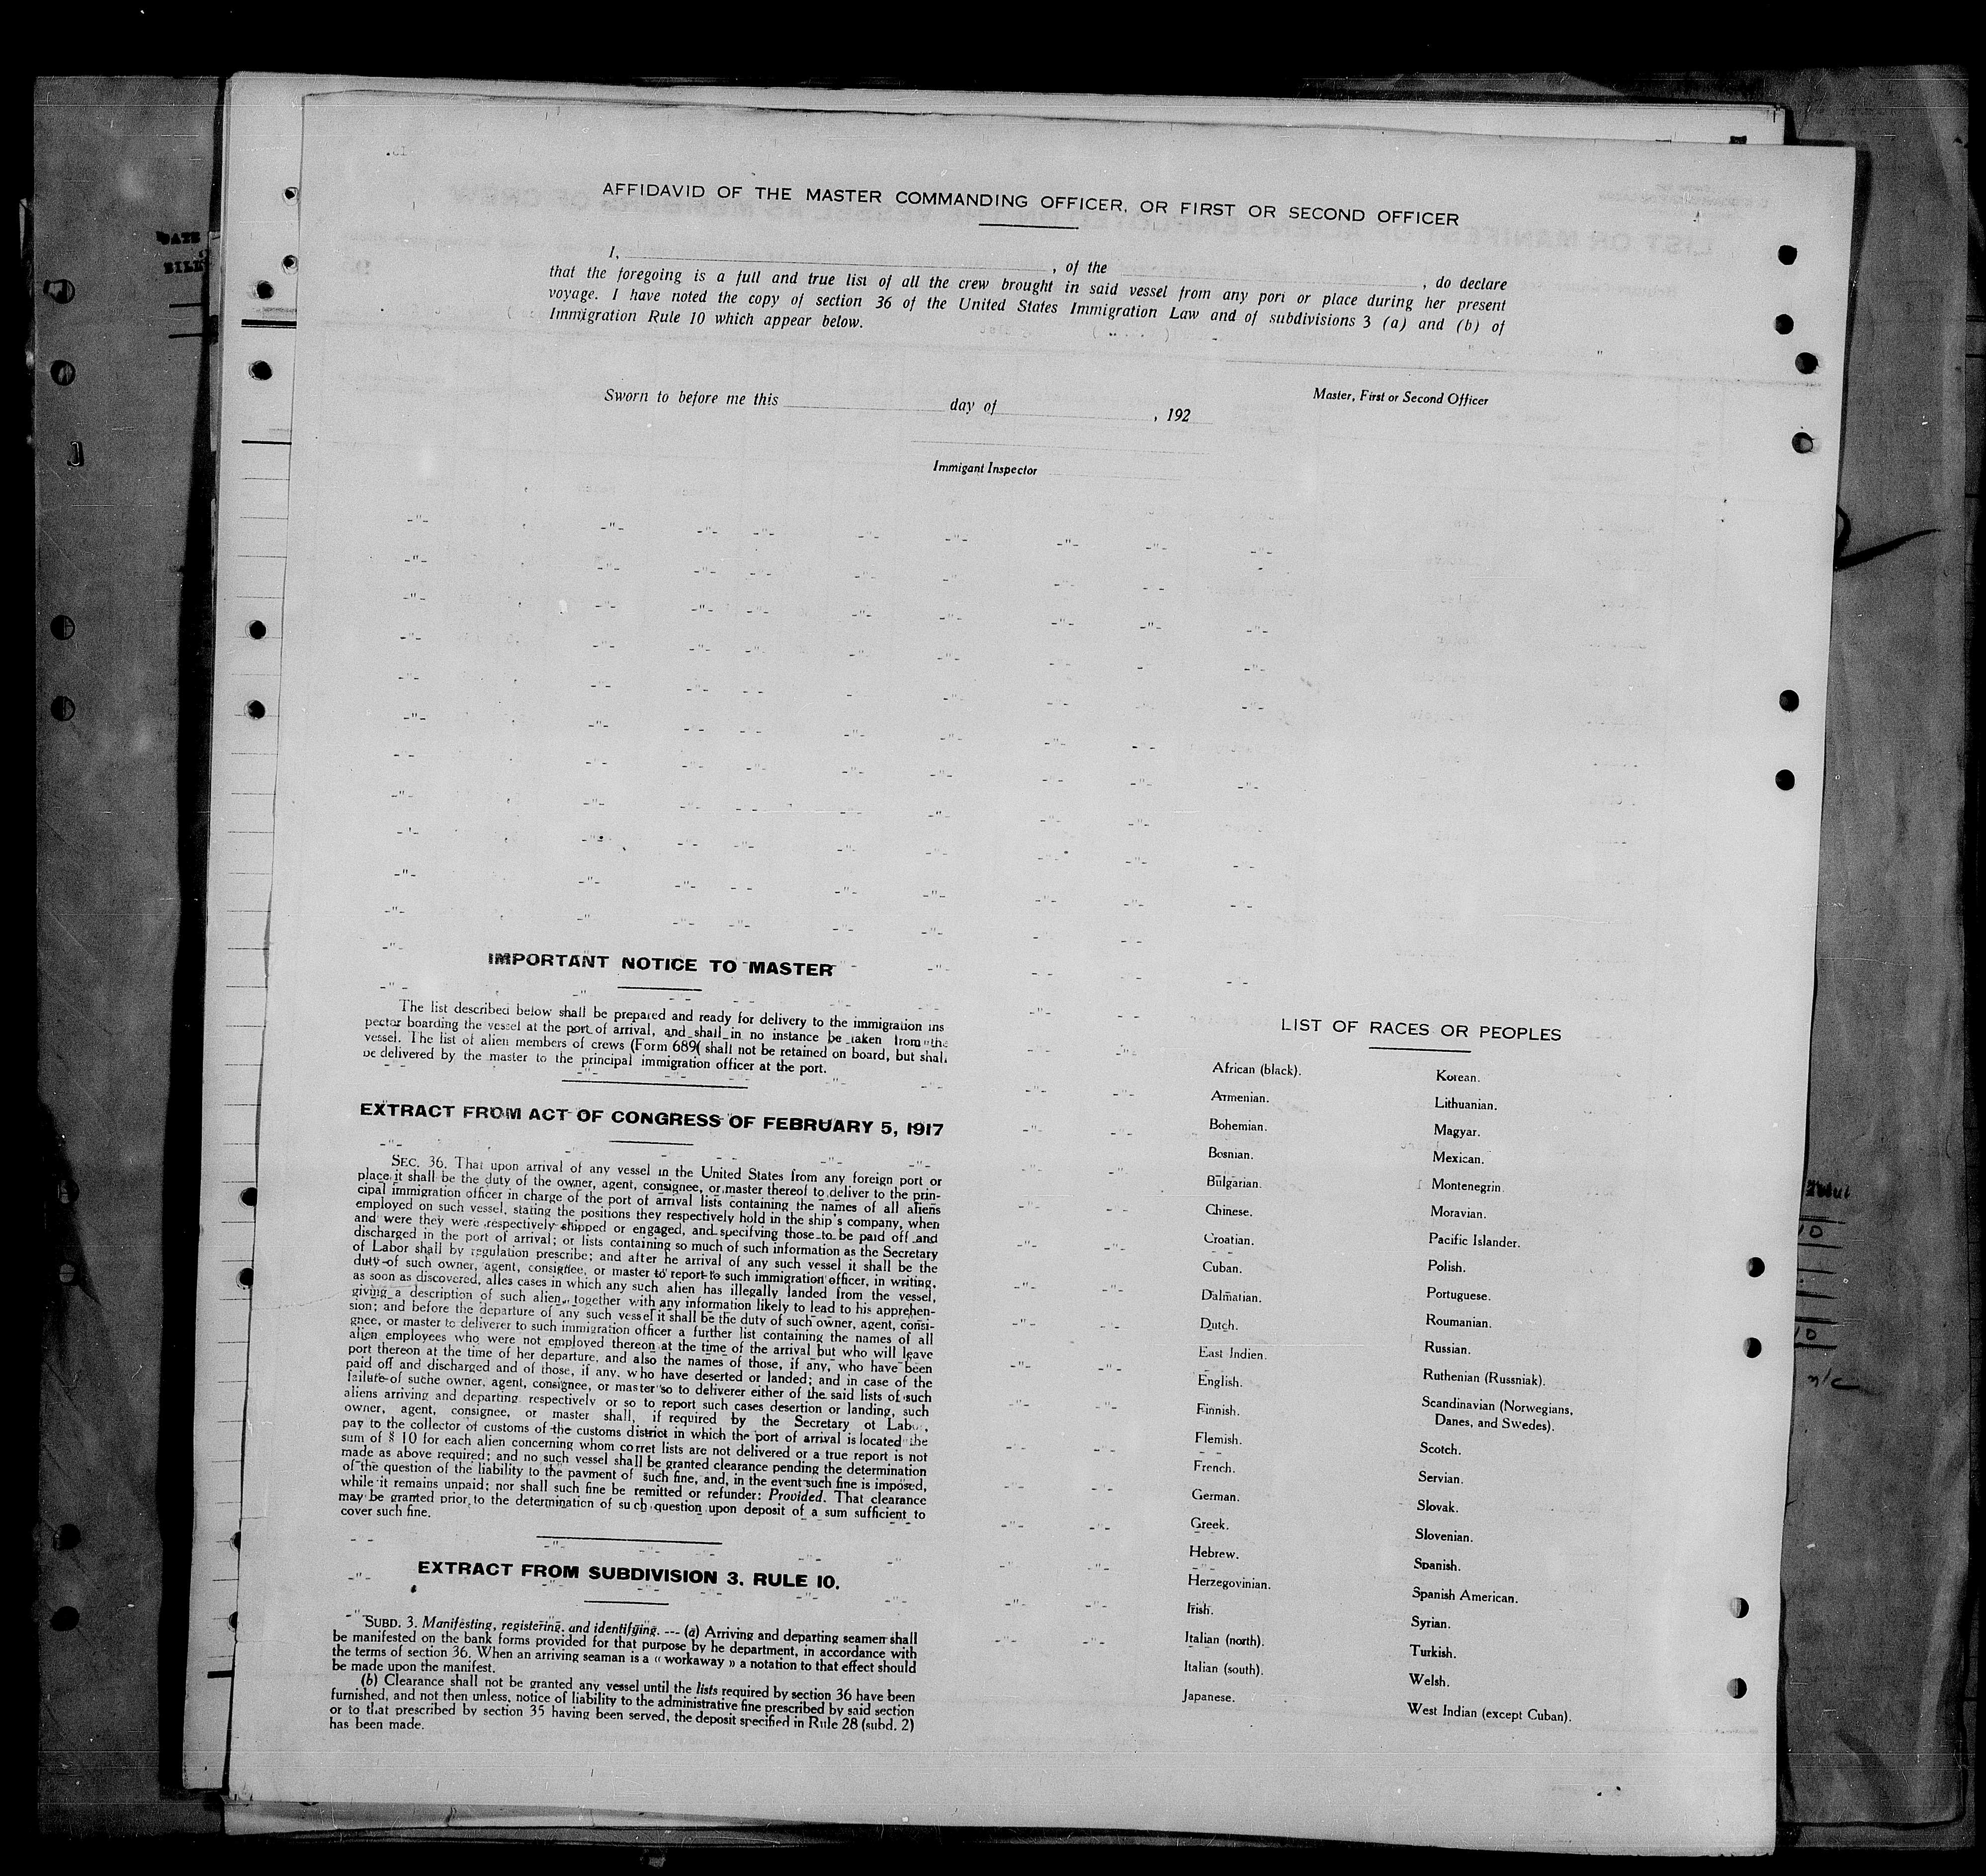 AFFIDAVID OF THE MASTER COMMANDING OFFICER, OR FIRST OR SECOND OFFICER
I, , of the , do declare
that the foregoing is a full and true list of all the crew brought in said vessel from any port or place during her present
voyage. I have noted the copy of section 36 of the United States Immigration Law and of subdivisions 3 (a) and (b) of
Immigration Rule 10 which appear below.
Master, First or Second Officer
Sworn to before me this day of , 192
Immigant Inspector
IMPORTANT NOTICE TO MASTER
The list described below shall be prepared and ready for delivery to the immigration ins
pector boarding the vessel at the port of arrival, and shall in no instance be taken from the
vessel. The list of alien members of crews (Form 689( shall not be retained on board, but shall
be delivered by the master to the principal immigration officer at the port.
EXTRACT FROM ACT OF CONGRESS OF FEBRUARY 5, 1917
SEC. 36. That upon arrival of any vessel in the United States from any foreign port or
place it shall be the duty of the owner, agent, consignee, or master thereof to deliver to the prin-
cipal immigration officer in charge of the port of arrival lists containing the names of all aliens
employed on such vessel, stating the positions they respectively hold in the ship's company, when
and were they were respectively shipped or engaged, and specifving those to be paid off and
discharged in the port of arrival; or lists containing so much of such information as the Secretary
of Labor shall by regulation prescribe; and after he arrival of any such vessel it shall be the
duty of such owner, agent, consignee, or master to report to such immigration officer, in writing,
as soon as discovered, alles cases in which any such alien has illegally landed from the vessel,
giving a description of such alien, together with any information likely to lead to his apprehen-
sion; and before the departure of any such vessel it shall be the duty of such owner, agent, consi-
gnee, or master to deliverer to such immigration officer a further list containing the names of all
alien employees who were not employed thereon at the time of the arrival but who will leave
port thereon at the time of her departure, and also the names of those, if any, who have been
paid off and discharged and of those, if any, who have deserted or landed; and in case of the
failute of suche owner, agent, consignee, or master so to deliverer either of the said lists of such
aliens arriving and departing respectively or so to report such cases desertion or landing, such
owner, agent, consignee, or master shall, if required by the Secretary ot Labor,
pay to the collector of customs of the customs district in which the port of arrival is located the
sum of $ 10 for each alien concerning whom corret lists are not delivered or a true report is not
made as above required; and no such vessel shall be granted clearance pending the determination
of the question of the liability to the payment of such fine, and, in the event such fine is imposed,
while it remains unpaid; nor shall such fine be remitted or refunder: Provided. That clearance
may be granted prior to the determination of such question upon deposit of a sum sufficient to
cover such fine.
EXTRACT FROM SUBDIVISION 3. RULE 10.
SUBD. 3. Manifesting, registering, and identifying. --- (a) Arriving and departing seamen shall
be manifested on the bank forms provided for that purpose by he department, in accordance with
the terms of section 36. When an arriving seaman is a « workaway » a notation to that effect should
be made upon the manifest.
(b) Clearance shall not be granted any vessel until the lists required by section 36 have been
furnished, and not then unless, notice of liability to the administrative fine prescribed by said section
or to that prescribed by section 35 having been served, the deposit specified in Rule 28 (subd. 2)
has been made.
LIST OF RACES OR PEOPLES
African (black).
Armenian.
Bohemian.
Bosnian.
Bulgarian.
Chinese.
Croatian.
Cuban.
Dalmatian.
Dutch.
East Indien.
English.
Finnish.
Flemish.
French.
German.
Greek.
Hebrew.
Herzegovinian.
Irish.
Italian (north).
Italian (south).
Japanese.
Korean.
Lithuanian.
Magyar.
Mexican.
Montenegrin.
Moravian.
Pacific Islander.
Polish.
Portuguese.
Roumanian.
Russian.
Ruthenian (Russniak).
Scandinavian (Norwegians,
Danes, and Swedes).
Scotch.
Servian.
Slovak.
Slovenian.
Spanish.
Spanish American.
Syrian.
Turkish.
Welsh.
West Indian (except Cuban).
DATE
BILL
n/c